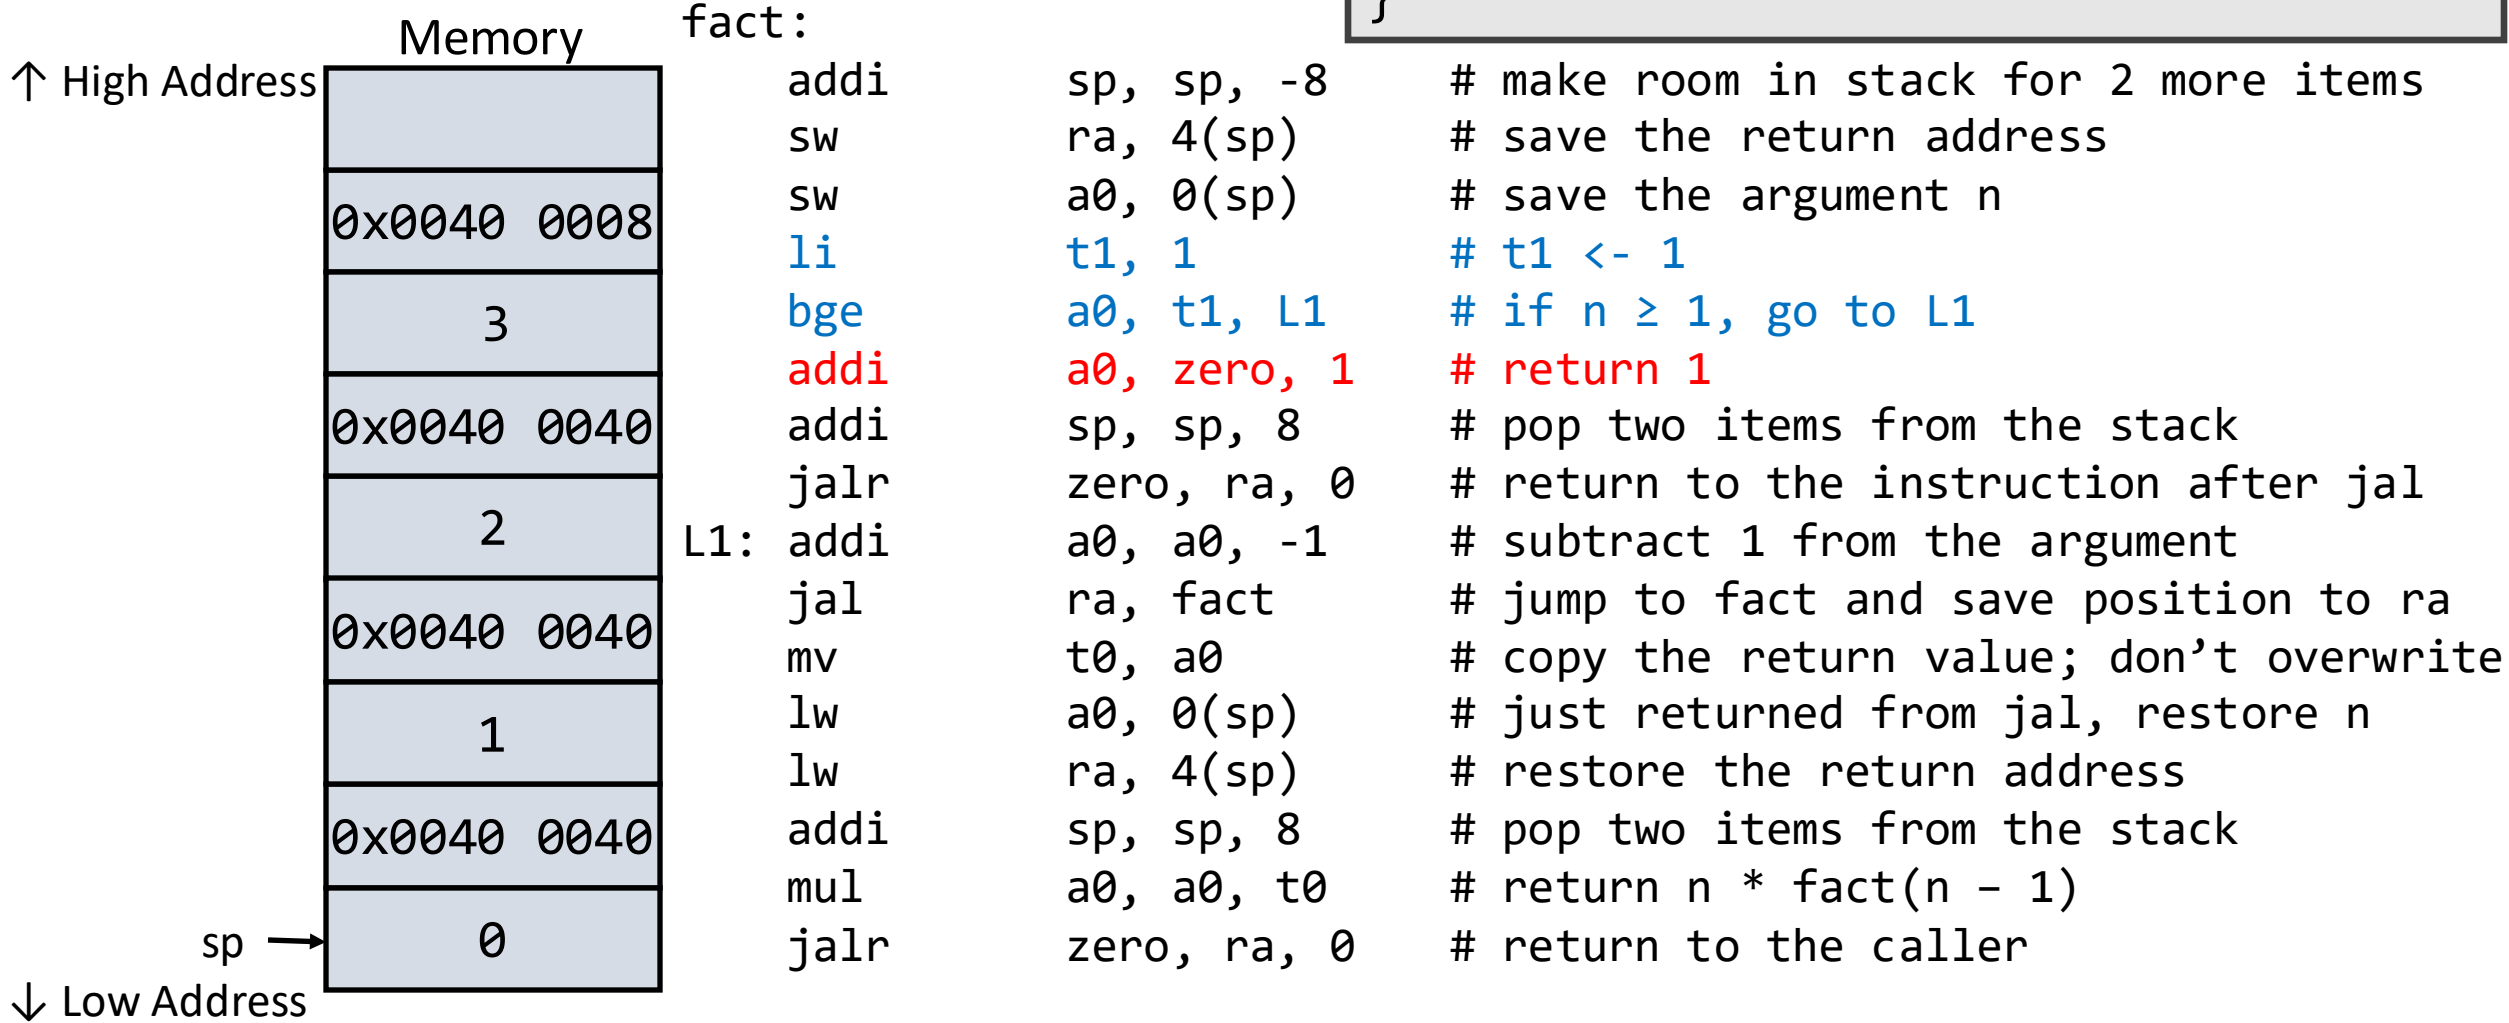 }
fact:
Memory
↑ High Address
addi sp, sp, -8 # make room in stack for 2 more items
sw ra, 4(sp) # save the return address
sw a0, 0(sp) # save the argument n
0x0040 0008
li t1, 1 # t1 <- 1
bge a0, t1, L1 # if n ≥ 1, go to L1
3
addi a0, zero, 1 # return 1
addi sp, sp, 8 # pop two items from the stack
0x0040 0040
jalr zero, ra, 0 # return to the instruction after jal
2
L1: addi a0, a0, -1 # subtract 1 from the argument
jal ra, fact # jump to fact and save position to ra
0x0040 0040
mv t0, a0 # copy the return value; don’t overwrite
lw a0, 0(sp) # just returned from jal, restore n
1
lw ra, 4(sp) # restore the return address
addi sp, sp, 8 # pop two items from the stack
0x0040 0040
mul a0, a0, t0 # return n * fact(n – 1)
sp → 0
jalr zero, ra, 0 # return to the caller
↓ Low Address